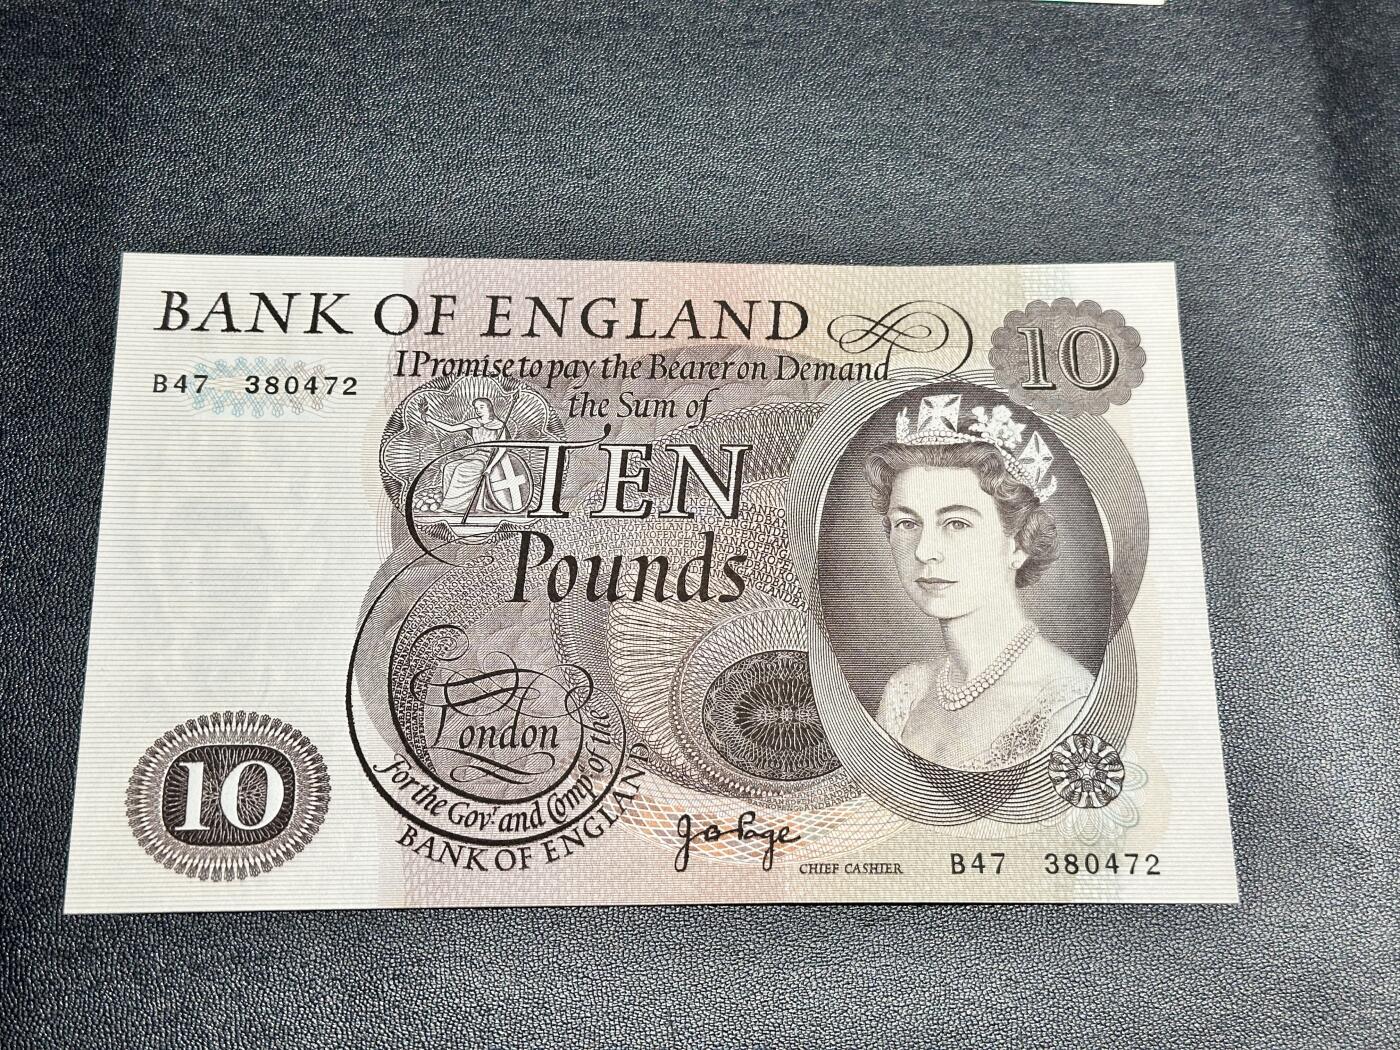 BANK OF ENGLAND
10
B47 380472
I Promise to pay the Bearer on Demand
the Sum of
TEN
Pounds
London
for the Govr. and Comp. of the
BANK OF ENGLAND
10
J B Page
CHIEF CASHIER
B47 380472